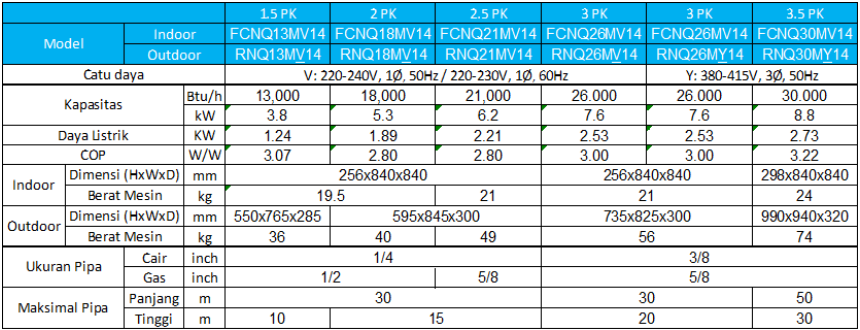 1.5 PK 2 PK 2.5 PK 3 PK 3 PK 3.5 PK
Model Indoor FCNQ13MV14 FCNQ18MV14 FCNQ21MV14 FCNQ26MV14 FCNQ26MV14 FCNQ30MV14
Outdoor RNQ13MV14 RNQ18MV14 RNQ21MV14 RNQ26MV14 RNQ26MY14 RNQ30MY14
Catu daya V: 220-240V, 1Ø, 50Hz / 220-230V, 1Ø, 60Hz Y: 380-415V, 3Ø, 50Hz
Kapasitas Btu/h 13,000 18,000 21,000 26.000 26.000 30.000
kW 3.8 5.3 6.2 7.6 7.6 8.8
Daya Listrik KW 1.24 1.89 2.21 2.53 2.53 2.73
COP W/W 3.07 2.80 2.80 3.00 3.00 3.22
Indoor Dimensi (HxWxD) mm 256x840x840 256x840x840 298x840x840
Berat Mesin kg 19.5 21 21 24
Outdoor Dimensi (HxWxD) mm 550x765x285 595x845x300 735x825x300 990x940x320
Berat Mesin kg 36 40 49 56 74
Ukuran Pipa Cair inch 1/4 3/8
Gas inch 1/2 5/8 5/8
Maksimal Pipa Panjang m 30 30 50
Tinggi m 10 15 20 30